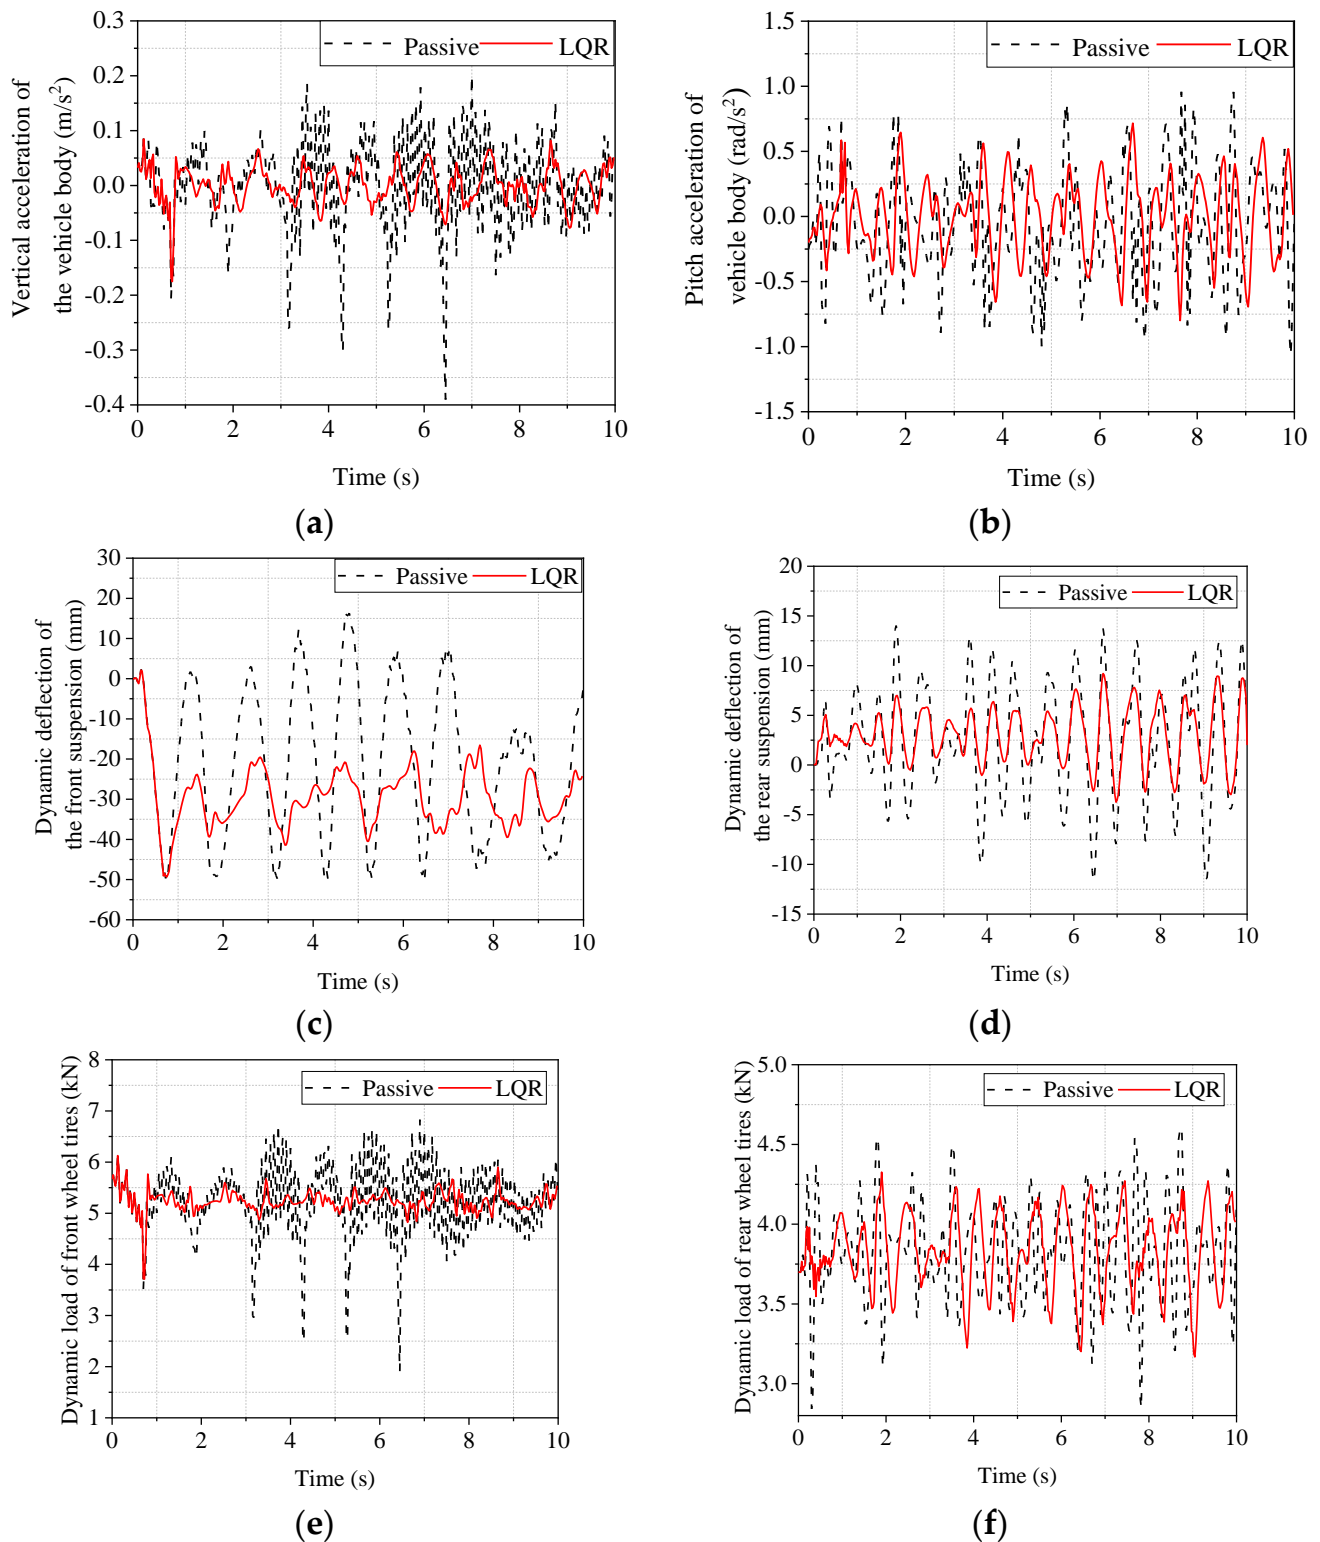 Vertical acceleration of
the vehicle body (m/s²)
0.3
0.2
0.1
0.0
-0.1
-0.2
-0.3
-0.4
Passive LQR
0 2 4 6 8 10
Time (s)
(a)
Pitch acceleration of
vehicle body (rad/s²)
1.5
1.0
0.5
0.0
-0.5
-1.0
-1.5
Passive LQR
0 2 4 6 8 10
Time (s)
(b)
Dynamic deflection of
the front suspension (mm)
30
20
10
0
-10
-20
-30
-40
-50
-60
Passive LQR
0 2 4 6 8 10
Time (s)
(c)
Dynamic deflection of
the rear suspension (mm)
20
15
10
5
0
-5
-10
-15
Passive LQR
0 2 4 6 8 10
Time (s)
(d)
Dynamic load of front wheel tires (kN)
8
7
6
5
4
3
2
1
Passive LQR
0 2 4 6 8 10
Time (s)
(e)
Dynamic load of rear wheel tires (kN)
5.0
4.5
4.0
3.5
3.0
Passive LQR
0 2 4 6 8 10
Time (s)
(f)